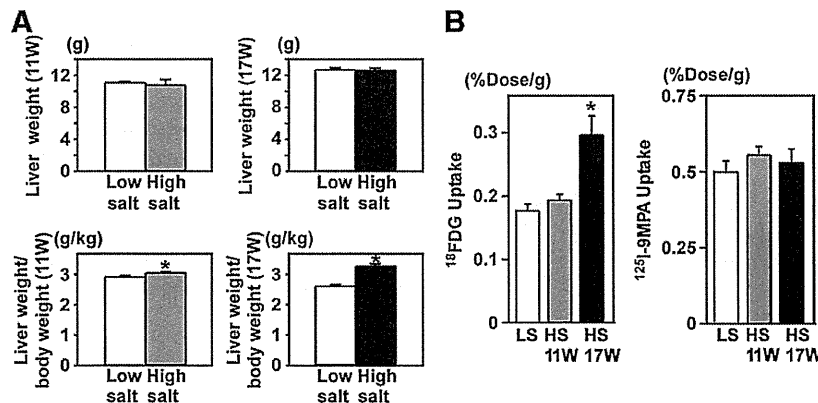 A
(g)
Liver weight (11W)
12
8
4
0
Low High
salt salt
(g)
Liver weight (17W)
12
8
4
0
Low High
salt salt
(g/kg)
Liver weight/
body weight (11W)
3
2
1
0
*
Low High
salt salt
(g/kg)
Liver weight/
body weight (17W)
3
2
1
0
*
Low High
salt salt
B
(%Dose/g)
18FDG Uptake
0.3
0.2
0.1
0
*
LS HS HS
11W 17W
(%Dose/g)
125I-9MPA Uptake
0.75
0.5
0.25
0
LS HS HS
11W 17W